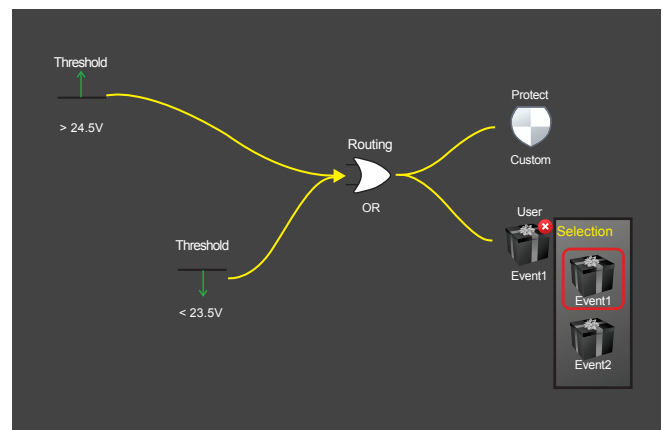 Threshold
> 24.5V
Routing
OR
Threshold
< 23.5V
Protect
Custom
User
Event1
Selection
Event1
Event2